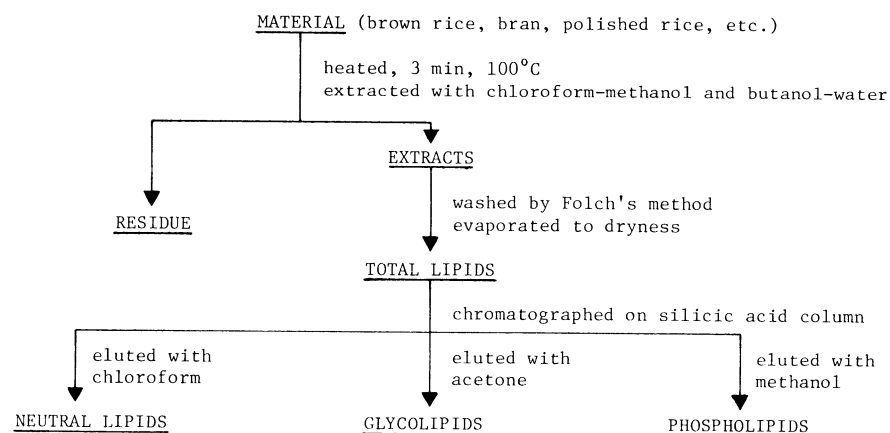 MATERIAL (brown rice, bran, polished rice, etc.)
heated, 3 min, 100°C
extracted with chloroform-methanol and butanol-water
EXTRACTS
washed by Folch's method
evaporated to dryness
RESIDUE
TOTAL LIPIDS
chromatographed on silicic acid column
eluted with
chloroform
eluted with
acetone
eluted with
methanol
NEUTRAL LIPIDS
GLYCOLIPIDS
PHOSPHOLIPIDS